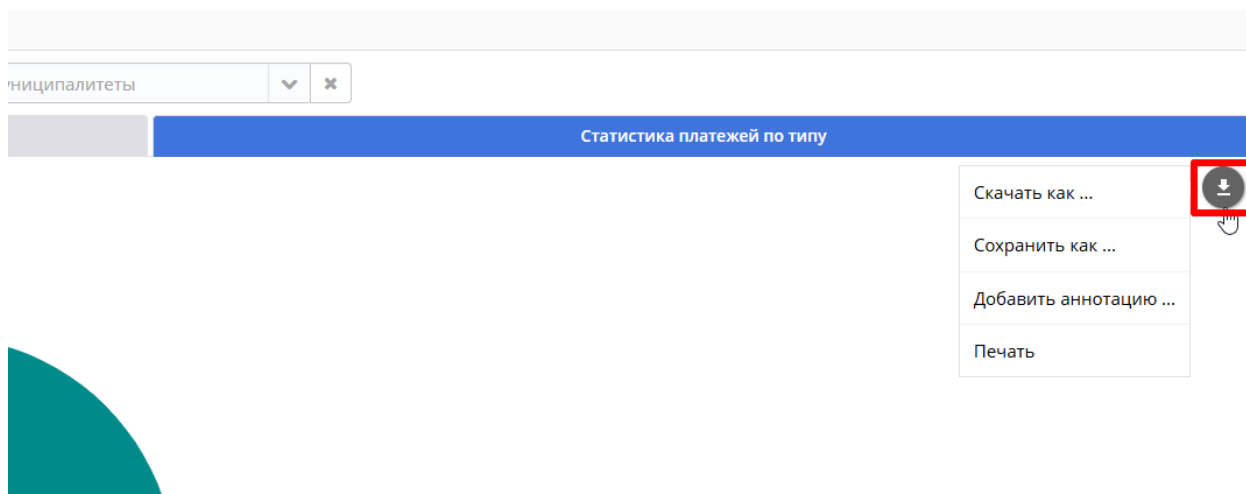 униципалитеты
Статистика платежей по типу
Скачать как ...
Сохранить как ...
Добавить аннотацию ...
Печать